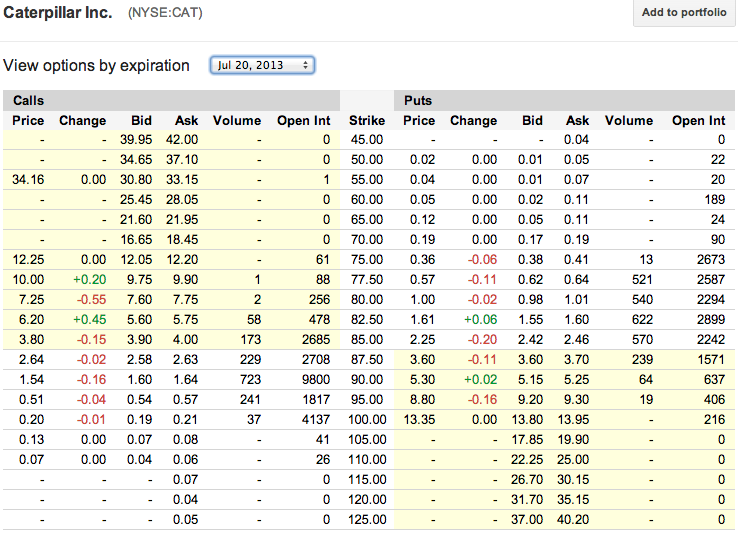 Caterpillar Inc. (NYSE:CAT) Add to portfolio
View options by expiration Jul 20, 2013
Calls Puts
Price Change Bid Ask Volume Open Int Strike Price Change Bid Ask Volume Open Int
- - 39.95 42.00 - 0 45.00 - - - 0.04 - 0
- - 34.65 37.10 - 0 50.00 0.02 0.00 0.01 0.05 - 22
34.16 0.00 30.80 33.15 - 1 55.00 0.04 0.00 0.01 0.07 - 20
- - 25.45 28.05 - 0 60.00 0.05 0.00 0.02 0.11 - 189
- - 21.60 21.95 - 0 65.00 0.12 0.00 0.05 0.11 - 24
- - 16.65 18.45 - 0 70.00 0.19 0.00 0.17 0.19 - 90
12.25 0.00 12.05 12.20 - 61 75.00 0.36 -0.06 0.38 0.41 13 2673
10.00 +0.20 9.75 9.90 1 88 77.50 0.57 -0.11 0.62 0.64 521 2587
7.25 -0.55 7.60 7.75 2 256 80.00 1.00 -0.02 0.98 1.01 540 2294
6.20 +0.45 5.60 5.75 58 478 82.50 1.61 +0.06 1.55 1.60 622 2899
3.80 -0.15 3.90 4.00 173 2685 85.00 2.25 -0.20 2.42 2.46 570 2242
2.64 -0.02 2.58 2.63 229 2708 87.50 3.60 -0.11 3.60 3.70 239 1571
1.54 -0.16 1.60 1.64 723 9800 90.00 5.30 +0.02 5.15 5.25 64 637
0.51 -0.04 0.54 0.57 241 1817 95.00 8.80 -0.16 9.20 9.30 19 406
0.20 -0.01 0.19 0.21 37 4137 100.00 13.35 0.00 13.80 13.95 - 216
0.13 0.00 0.07 0.08 - 41 105.00 - - 17.85 19.90 - 0
0.07 0.00 0.04 0.06 - 26 110.00 - - 22.25 25.00 - 0
- - - 0.07 - 0 115.00 - - 26.70 30.15 - 0
- - - 0.04 - 0 120.00 - - 31.70 35.15 - 0
- - - 0.05 - 0 125.00 - - 37.00 40.20 - 0